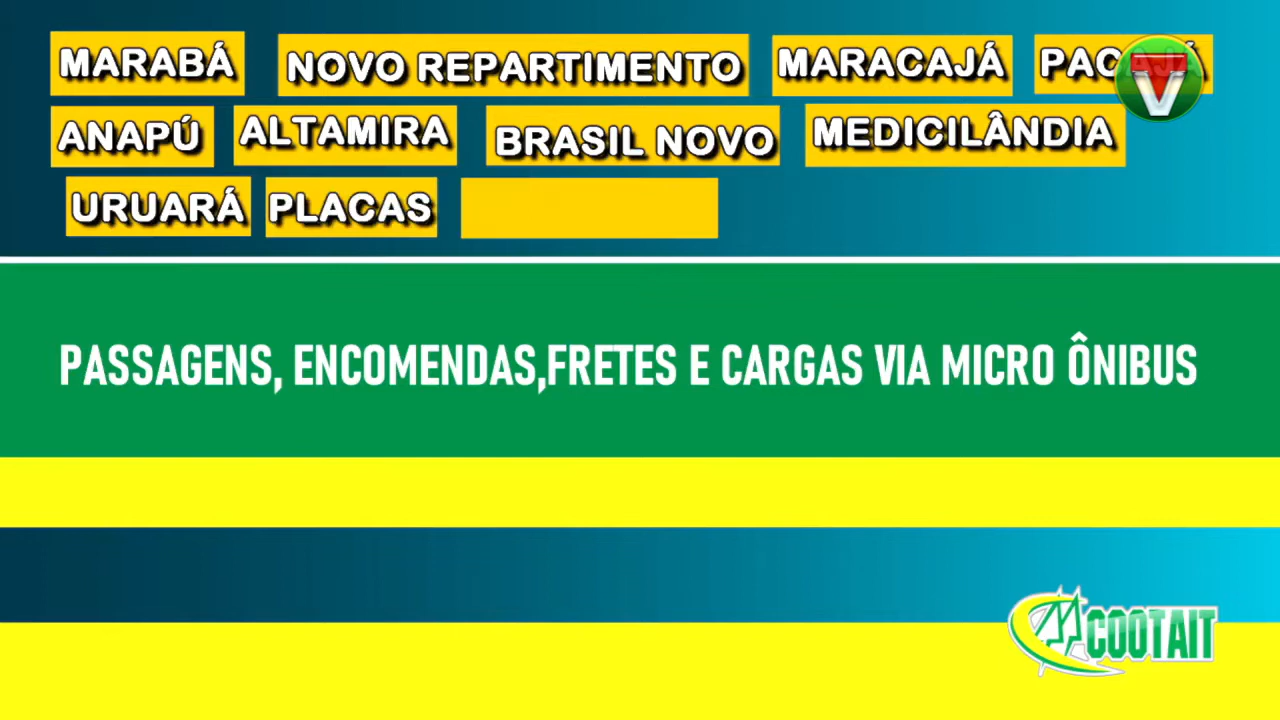 MARABÁ NOVO REPARTIMENTO MARACAJÁ PACAJÁ
ANAPÚ ALTAMIRA BRASIL NOVO MEDICILÂNDIA
URUARÁ PLACAS
PASSAGENS, ENCOMENDAS,FRETES E CARGAS VIA MICRO ÔNIBUS
COOTAIT